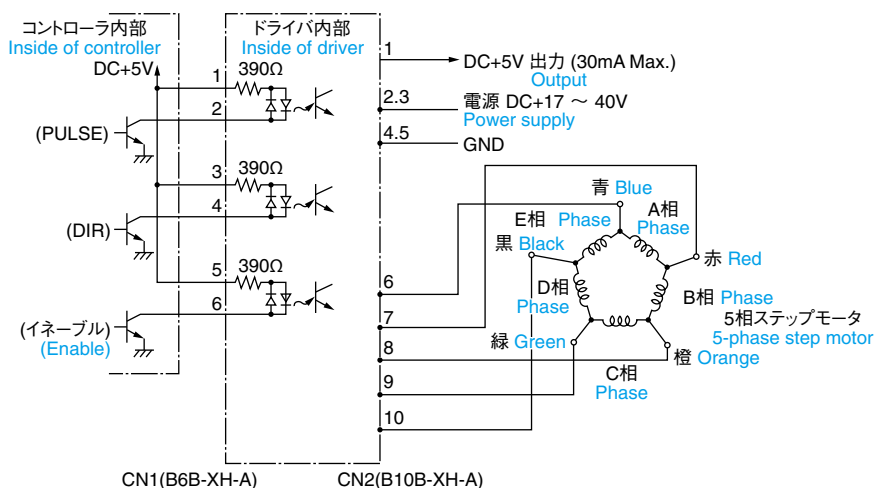 コントローラ内部
Inside of controller
DC+5V
ドライバ内部
Inside of driver
1 390Ω
2
(PULSE)
3 390Ω
4
(DIR)
5 390Ω
6
(イネーブル)
(Enable)
1
DC+5V 出力 (30mA Max.)
Output
2.3
電源 DC+17 ～ 40V
Power supply
4.5
GND
青 Blue
E相 Phase
A相
Phase
黒 Black
赤 Red
D相
Phase
B相 Phase
5相ステップモータ
5-phase step motor
緑 Green
橙 Orange
C相
Phase
6
7
8
9
10
CN1(B6B-XH-A)
CN2(B10B-XH-A)